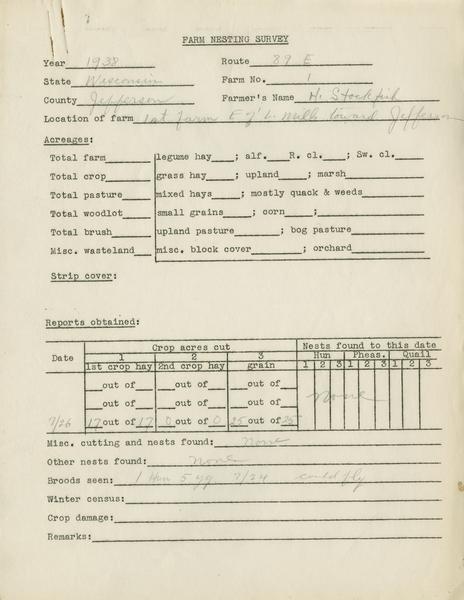 FARM NESTING SURVEY
Year 1938 Route 89 E
State Wisconsin Farm No. 1
County Jefferson Farmer's Name H.
Location of farm 1st farm E of L. Mills toward Jefferson
Acreages:
Total farm legume hay ; alf. R. cl. ; Sw. cl.
Total crop grass hay ; upland ; marsh
Total pasture mixed hays ; mostly quack & weeds
Total woodlot small grains ; corn ;
Total brush upland pasture ; bog pasture
Misc. wasteland misc. block cover ; orchard
Strip cover:
Reports obtained:
Crop acres cut Nests found to this date
Date 1 2 3 Hun Pheas. Quail
1st crop hay 2nd crop hay grain 1 2 3 1 2 3 1 2 3
out of out of out of
out of out of out of none
7/26 17 out of 17 0 out of 0 25 out of 25
Misc. cutting and nests found: none
Other nests found: none
Broods seen: 1 Hun 5 yg 7/24 could fly
Winter census:
Crop damage:
Remarks: